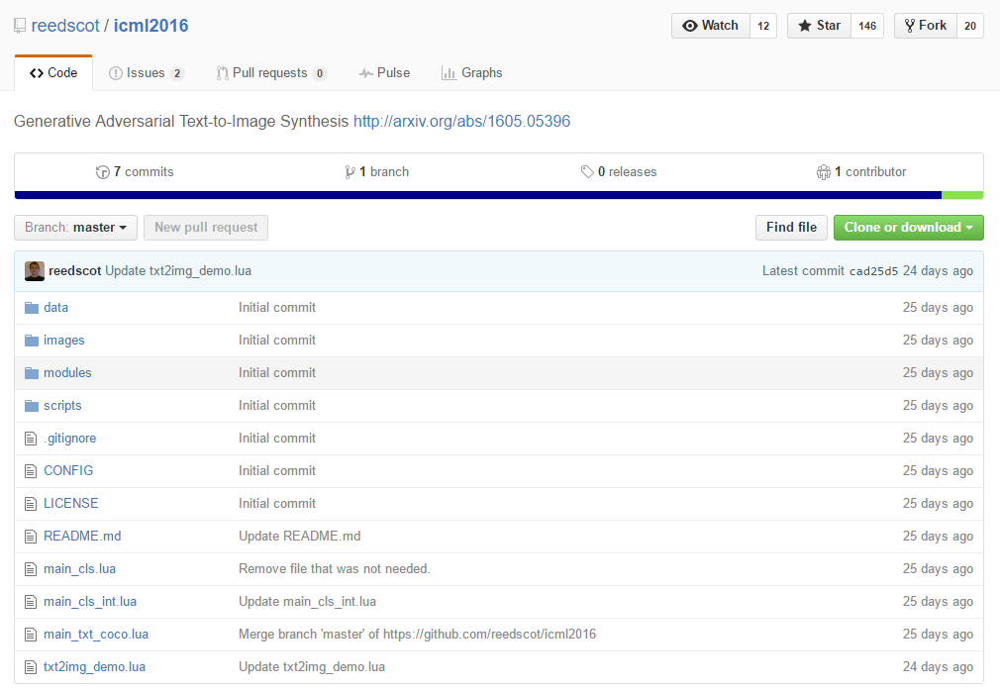 reedscot / icml2016 Watch 12 Star 146 Fork 20
Code Issues 2 Pull requests 0 Pulse Graphs
Generative Adversarial Text-to-Image Synthesis http://arxiv.org/abs/1605.05396
7 commits 1 branch 0 releases 1 contributor
Branch: master New pull request Find file Clone or download
reedscot Update txt2img_demo.lua Latest commit cad25d5 24 days ago
data Initial commit 25 days ago
images Initial commit 25 days ago
modules Initial commit 25 days ago
scripts Initial commit 25 days ago
.gitignore Initial commit 25 days ago
CONFIG Initial commit 25 days ago
LICENSE Initial commit 25 days ago
README.md Update README.md 25 days ago
main_cls.lua Remove file that was not needed. 25 days ago
main_cls_int.lua Update main_cls_int.lua 25 days ago
main_txt_coco.lua Merge branch 'master' of https://github.com/reedscot/icml2016 25 days ago
txt2img_demo.lua Update txt2img_demo.lua 24 days ago